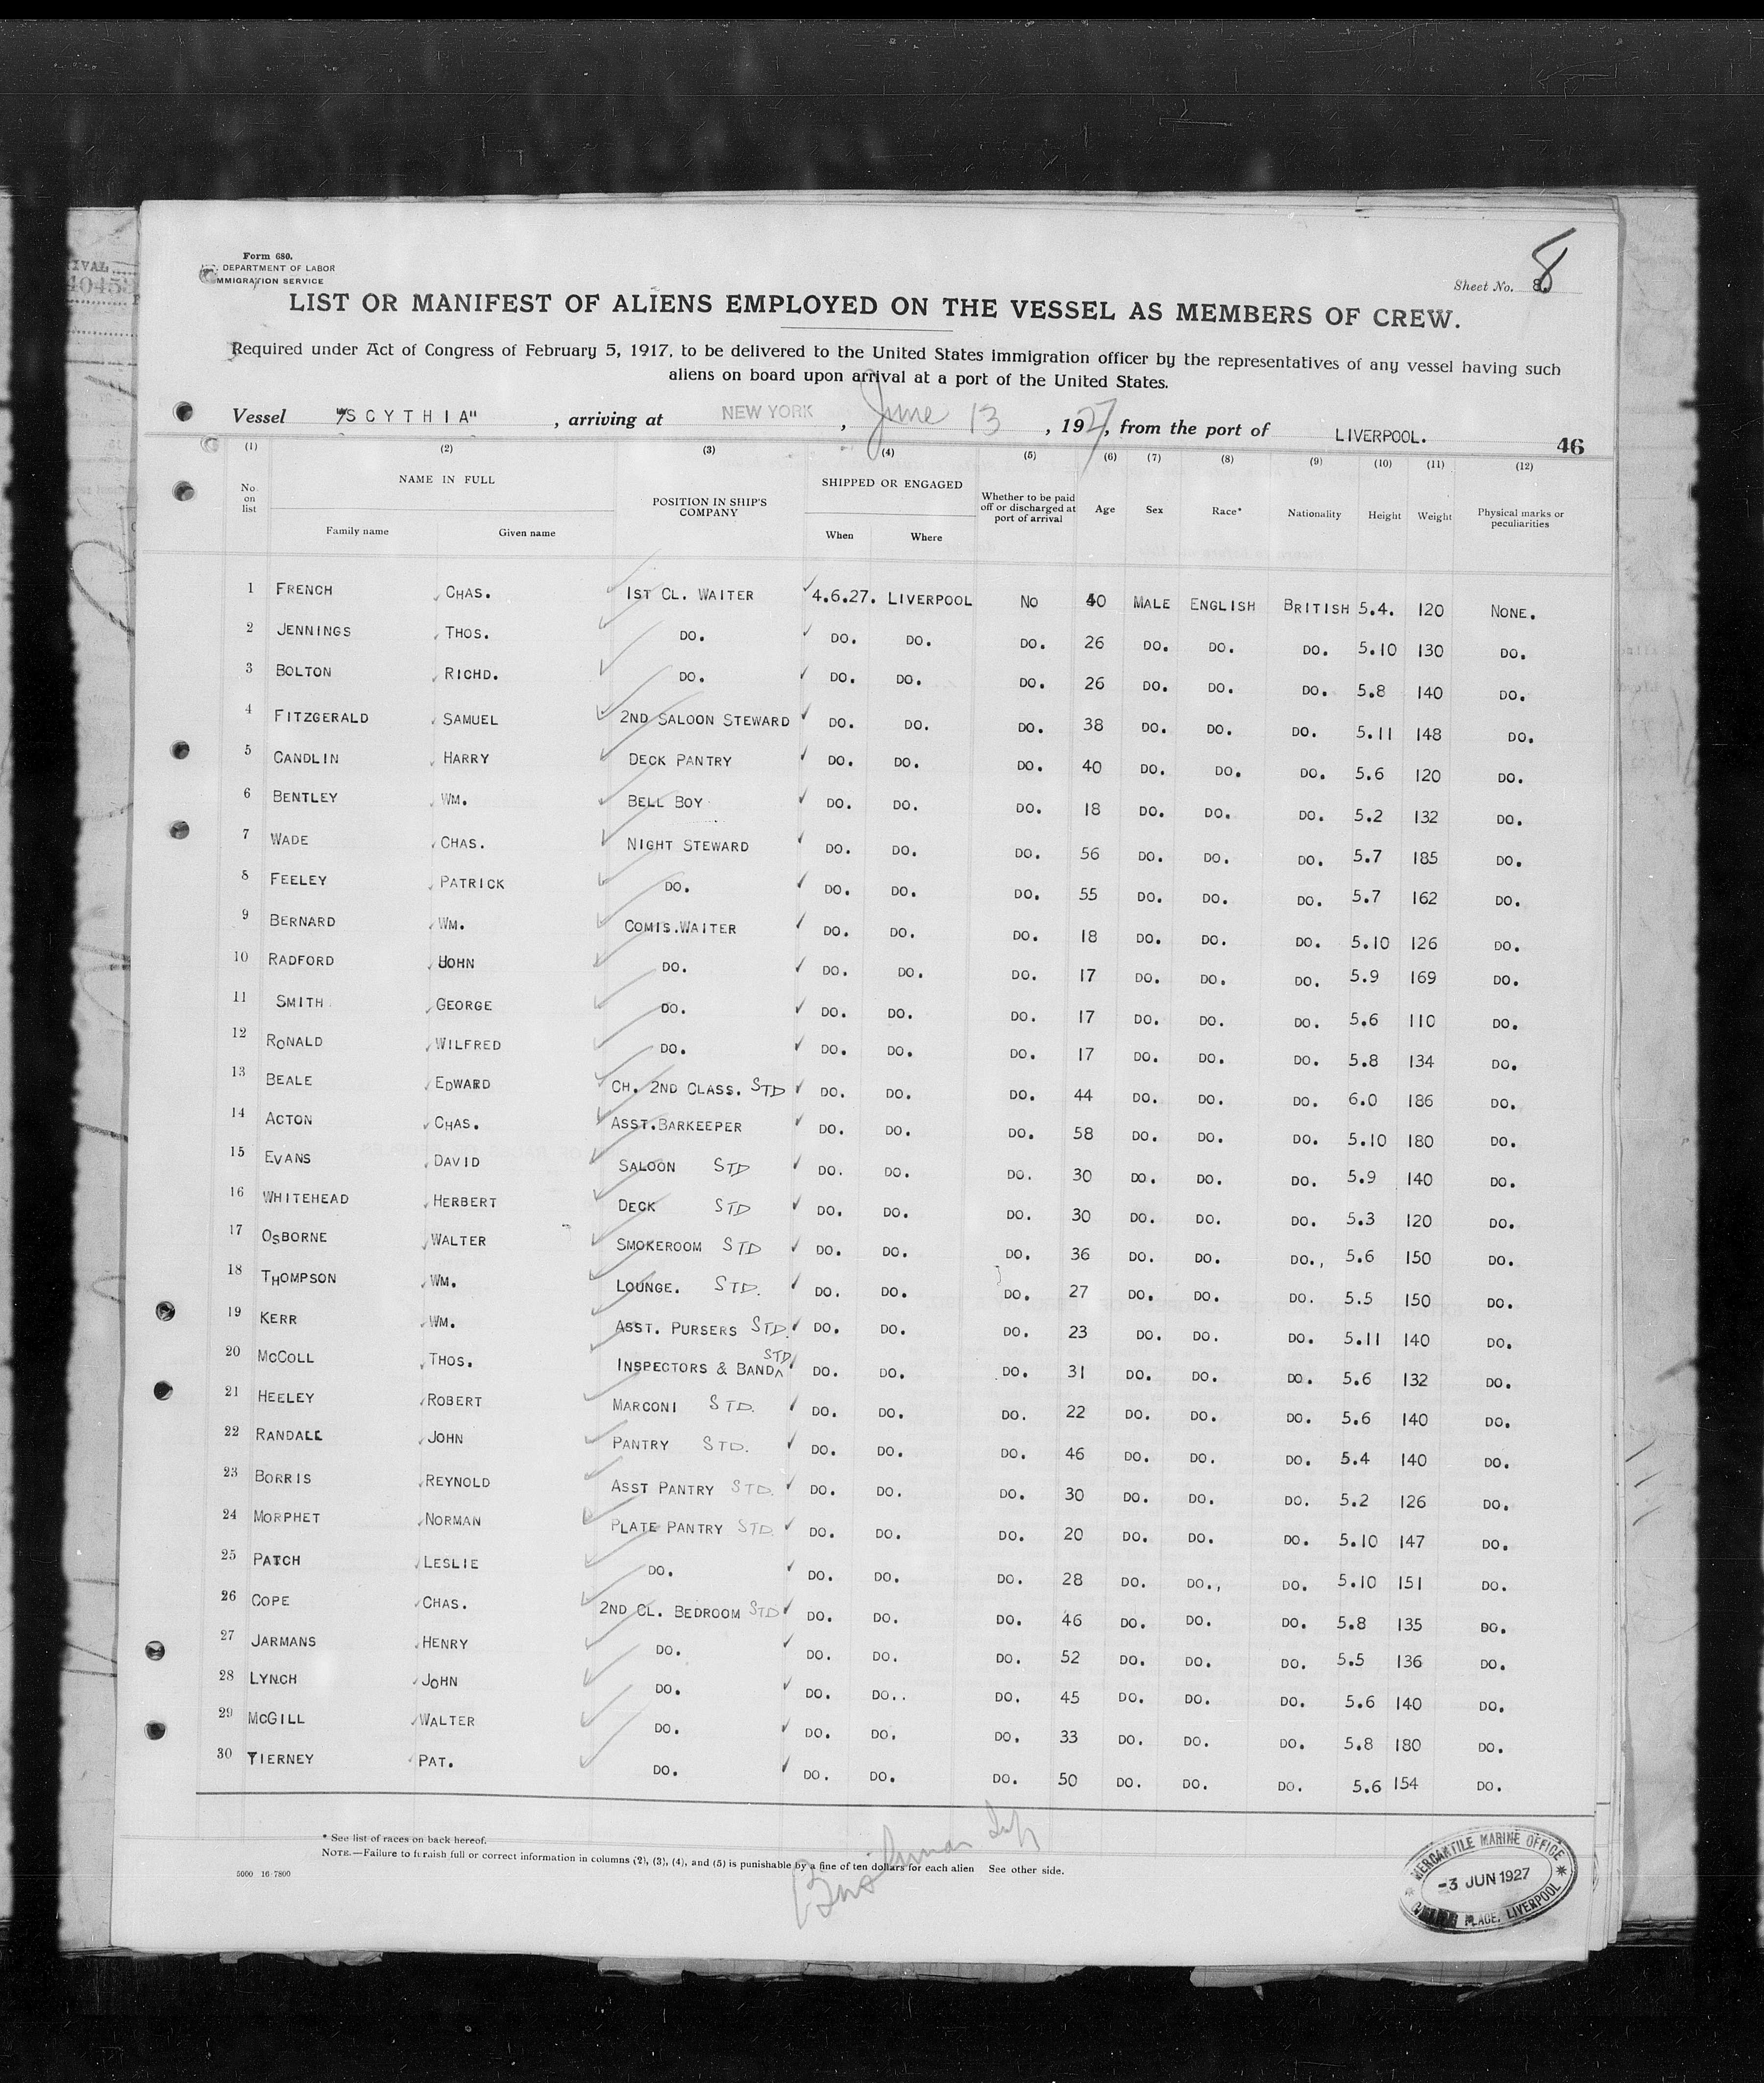 Form 680.
DEPARTMENT OF LABOR
IMMIGRATION SERVICE
8
Sheet No. 8
LIST OR MANIFEST OF ALIENS EMPLOYED ON THE VESSEL AS MEMBERS OF CREW.
Required under Act of Congress of February 5, 1917, to be delivered to the United States immigration officer by the representatives of any vessel having such
aliens on board upon arrival at a port of the United States.
Vessel "SCYTHIA" , arriving at NEW YORK , June 13 , 1927, from the port of LIVERPOOL.
46
(1) (2) (3) (4) (5) (6) (7) (8) (9) (10) (11) (12)
No. on list NAME IN FULL Family name Given name POSITION IN SHIP'S COMPANY SHIPPED OR ENGAGED When Where Whether to be paid off or discharged at port of arrival Age Sex Race* Nationality Height Weight Physical marks or peculiarities
1 FRENCH CHAS. 1ST CL. WAITER 4.6.27. LIVERPOOL NO 40 MALE ENGLISH BRITISH 5.4. 120 NONE.
2 JENNINGS THOS. DO. DO. DO. DO. 26 DO. DO. DO. 5.10 130 DO.
3 BOLTON RICHD. DO. DO. DO. DO. 26 DO. DO. DO. 5.8 140 DO.
4 FITZGERALD SAMUEL 2ND SALOON STEWARD DO. DO. DO. 38 DO. DO. DO. 5.11 148 DO.
5 CANDLIN HARRY DECK PANTRY DO. DO. DO. 40 DO. DO. DO. 5.6 120 DO.
6 BENTLEY WM. BELL BOY DO. DO. DO. 18 DO. DO. DO. 5.2 132 DO.
7 WADE CHAS. NIGHT STEWARD DO. DO. DO. 56 DO. DO. DO. 5.7 185 DO.
8 FEELEY PATRICK DO. DO. DO. DO. 55 DO. DO. DO. 5.7 162 DO.
9 BERNARD WM. COMIS.WAITER DO. DO. DO. 18 DO. DO. DO. 5.10 126 DO.
10 RADFORD JOHN DO. DO. DO. DO. 17 DO. DO. DO. 5.9 169 DO.
11 SMITH GEORGE DO. DO. DO. DO. 17 DO. DO. DO. 5.6 110 DO.
12 RONALD WILFRED DO. DO. DO. DO. 17 DO. DO. DO. 5.8 134 DO.
13 BEALE EDWARD CH. 2ND CLASS. STD DO. DO. DO. 44 DO. DO. DO. 6.0 186 DO.
14 ACTON CHAS. ASST.BARKEEPER DO. DO. DO. 58 DO. DO. DO. 5.10 180 DO.
15 EVANS DAVID SALOON STD DO. DO. DO. 30 DO. DO. DO. 5.9 140 DO.
16 WHITEHEAD HERBERT DECK STD DO. DO. DO. 30 DO. DO. DO. 5.3 120 DO.
17 OSBORNE WALTER SMOKEROOM STD DO. DO. DO. 36 DO. DO. DO., 5.6 150 DO.
18 THOMPSON WM. LOUNGE. STD. DO. DO. DO. 27 DO. DO. DO. 5.5 150 DO.
19 KERR WM. ASST. PURSERS STD. DO. DO. DO. 23 DO. DO. DO. 5.11 140 DO.
20 MCCOLL THOS. INSPECTORS & BAND STD DO. DO. DO. 31 DO. DO. DO. 5.6 132 DO.
21 HEELEY ROBERT MARCONI STD. DO. DO. DO. 22 DO. DO. DO. 5.6 140 DO.
22 RANDALL JOHN PANTRY STD. DO. DO. DO. 46 DO. DO. DO. 5.4 140 DO.
23 BORRIS REYNOLD ASST PANTRY STD. DO. DO. DO. 30 DO. DO. DO. 5.2 126 DO.
24 MORPHET NORMAN PLATE PANTRY STD. DO. DO. DO. 20 DO. DO. DO. 5.10 147 DO.
25 PATCH LESLIE DO. DO. DO. DO. 28 DO. DO., DO. 5.10 151 DO.
26 COPE CHAS. 2ND CL. BEDROOM STD DO. DO. DO. 46 DO. DO. DO. 5.8 135 DO.
27 JARMANS HENRY DO. DO. DO. DO. 52 DO. DO. DO. 5.5 136 DO.
28 LYNCH JOHN DO. DO. DO.. DO. 45 DO. DO. DO. 5.6 140 DO.
29 MCGILL WALTER DO. DO. DO. DO. 33 DO. DO. DO. 5.8 180 DO.
30 TIERNEY PAT. DO. DO. DO. DO. 50 DO. DO. DO. 5.6 154 DO.
* See list of races on back hereof.
NOTE.—Failure to furnish full or correct information in columns (2), (3), (4), and (5) is punishable by a fine of ten dollars for each alien See other side.
5000 16-7800
MERCANTILE MARINE OFFICE
-3 JUN 1927
PLACE, LIVERPOOL